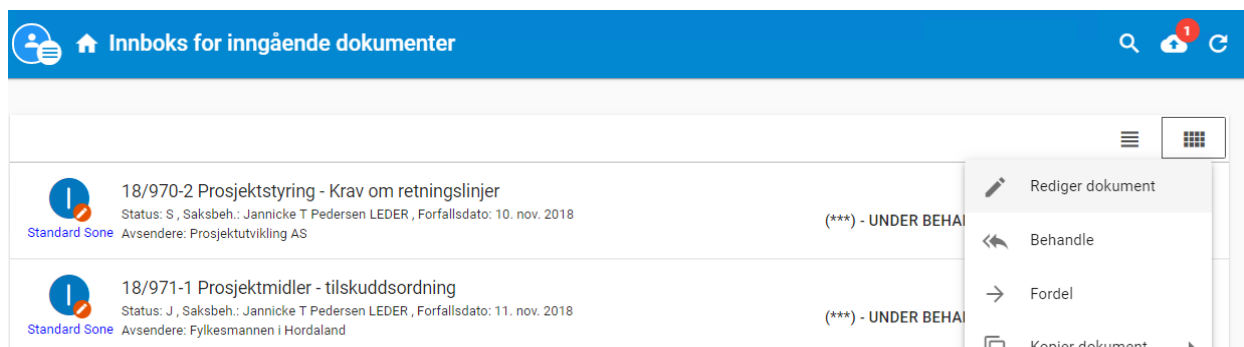 Innboks for inngående dokumenter
1
18/970-2 Prosjektstyring - Krav om retningslinjer
Status: S , Saksbeh.: Jannicke T Pedersen LEDER , Forfallsdato: 10. nov. 2018
Standard Sone Avsendere: Prosjektutvikling AS
(***) - UNDER BEHA
18/971-1 Prosjektmidler - tilskuddsordning
Status: J , Saksbeh.: Jannicke T Pedersen LEDER , Forfallsdato: 11. nov. 2018
Standard Sone Avsendere: Fylkesmannen i Hordaland
(***) - UNDER BEHA
Rediger dokument
Behandle
Fordel
Kopier dokument